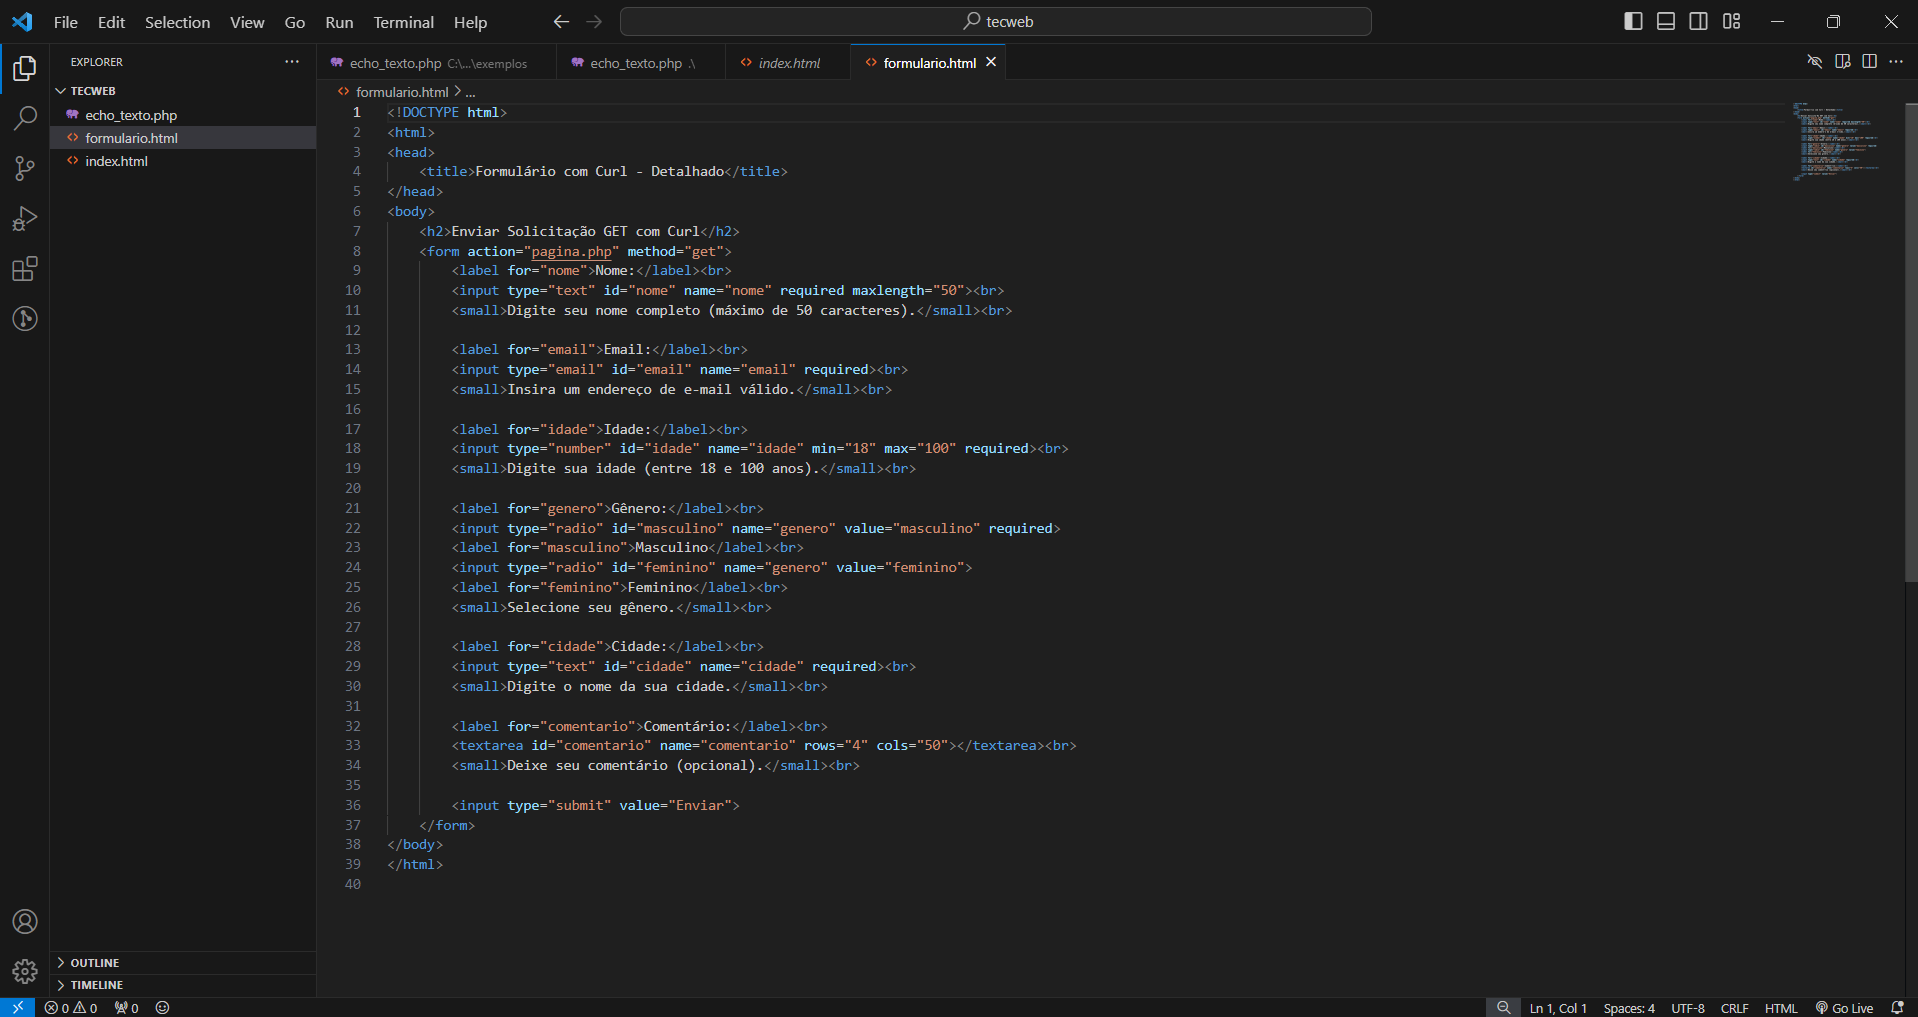 File Edit Selection View Go Run Terminal Help
tecweb
EXPLORER
TECWEB
echo_texto.php
formulario.html
index.html
OUTLINE
TIMELINE
echo_texto.php C:\...\exemplos
echo_texto.php .\
index.html
formulario.html
formulario.html > ...
1 <!DOCTYPE html>
2 <html>
3 <head>
4 <title>Formulário com Curl - Detalhado</title>
5 </head>
6 <body>
7 <h2>Enviar Solicitação GET com Curl</h2>
8 <form action="pagina.php" method="get">
9 <label for="nome">Nome:</label><br>
10 <input type="text" id="nome" name="nome" required maxlength="50"><br>
11 <small>Digite seu nome completo (máximo de 50 caracteres).</small><br>
12
13 <label for="email">Email:</label><br>
14 <input type="email" id="email" name="email" required><br>
15 <small>Insira um endereço de e-mail válido.</small><br>
16
17 <label for="idade">Idade:</label><br>
18 <input type="number" id="idade" name="idade" min="18" max="100" required><br>
19 <small>Digite sua idade (entre 18 e 100 anos).</small><br>
20
21 <label for="genero">Gênero:</label><br>
22 <input type="radio" id="masculino" name="genero" value="masculino" required>
23 <label for="masculino">Masculino</label><br>
24 <input type="radio" id="feminino" name="genero" value="feminino">
25 <label for="feminino">Feminino</label><br>
26 <small>Selecione seu gênero.</small><br>
27
28 <label for="cidade">Cidade:</label><br>
29 <input type="text" id="cidade" name="cidade" required><br>
30 <small>Digite o nome da sua cidade.</small><br>
31
32 <label for="comentario">Comentário:</label><br>
33 <textarea id="comentario" name="comentario" rows="4" cols="50"></textarea><br>
34 <small>Deixe seu comentário (opcional).</small><br>
35
36 <input type="submit" value="Enviar">
37 </form>
38 </body>
39 </html>
40
0 0 0
Ln 1, Col 1 Spaces: 4 UTF-8 CRLF HTML Go Live